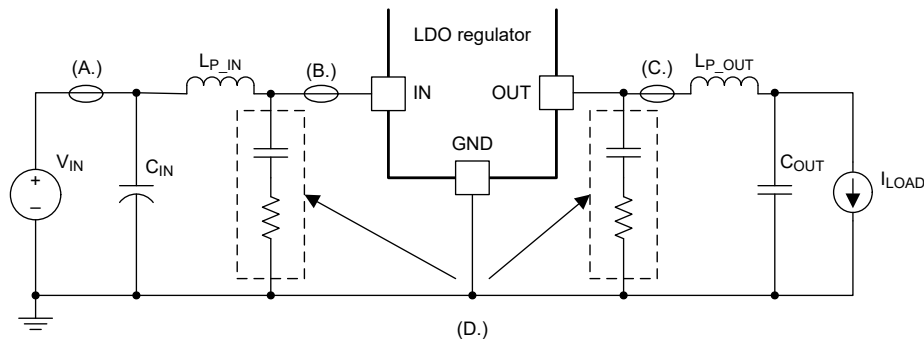 LDO regulator
(A.)
L_P_IN
(B.)
(C.)
L_P_OUT
IN
OUT
GND
V_IN
+
–
C_IN
C_OUT
I_LOAD
(D.)